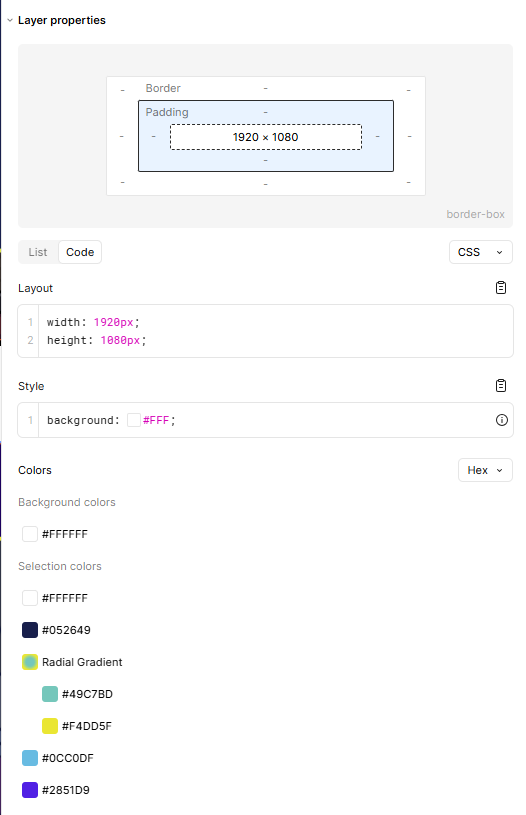 Layer properties
Border
-
-
-
Padding
-
-
-
1920 × 1080
-
-
-
-
-
-
border-box
List
Code
CSS
Layout
1
width: 1920px;
2
height: 1080px;
Style
1
background: #FFF;
Colors
Hex
Background colors
#FFFFFF
Selection colors
#FFFFFF
#052649
Radial Gradient
#49C7BD
#F4DD5F
#0CC0DF
#2851D9